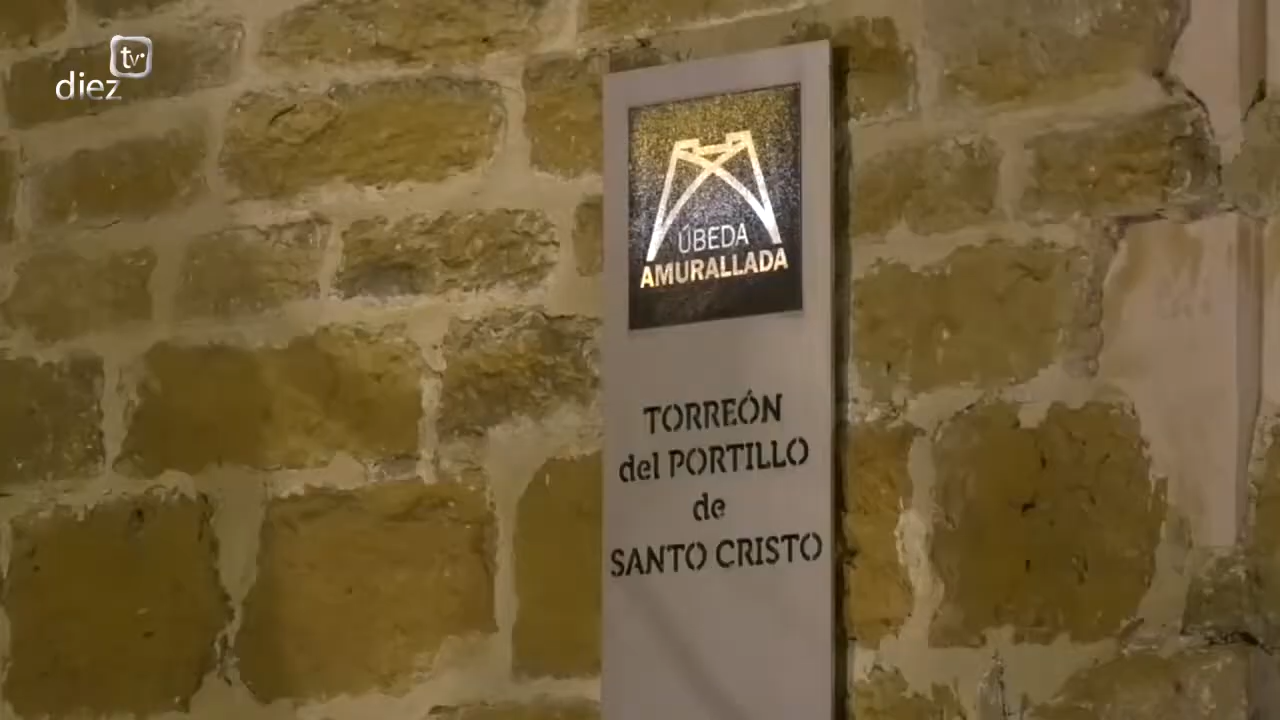 diez tv
ÚBEDA
AMURALLADA
TORREÓN
del PORTILLO
de
SANTO CRISTO